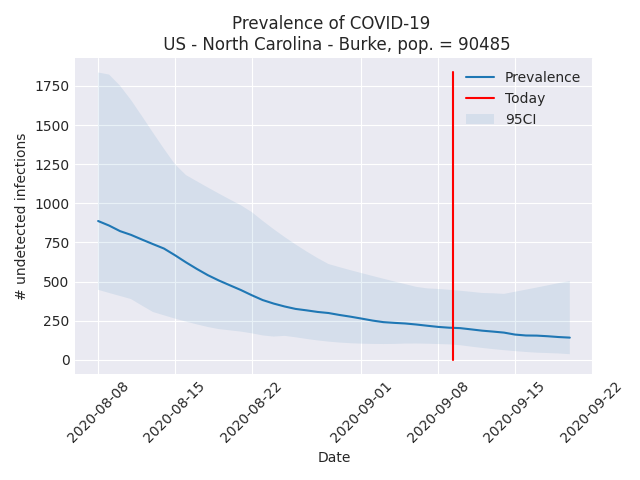 Prevalence of COVID-19
US - North Carolina - Burke, pop. = 90485
Prevalence
Today
95CI
# undetected infections
1750
1500
1250
1000
750
500
250
0
2020-08-08
2020-08-15
2020-08-22
2020-09-01
2020-09-08
2020-09-15
2020-09-22
Date